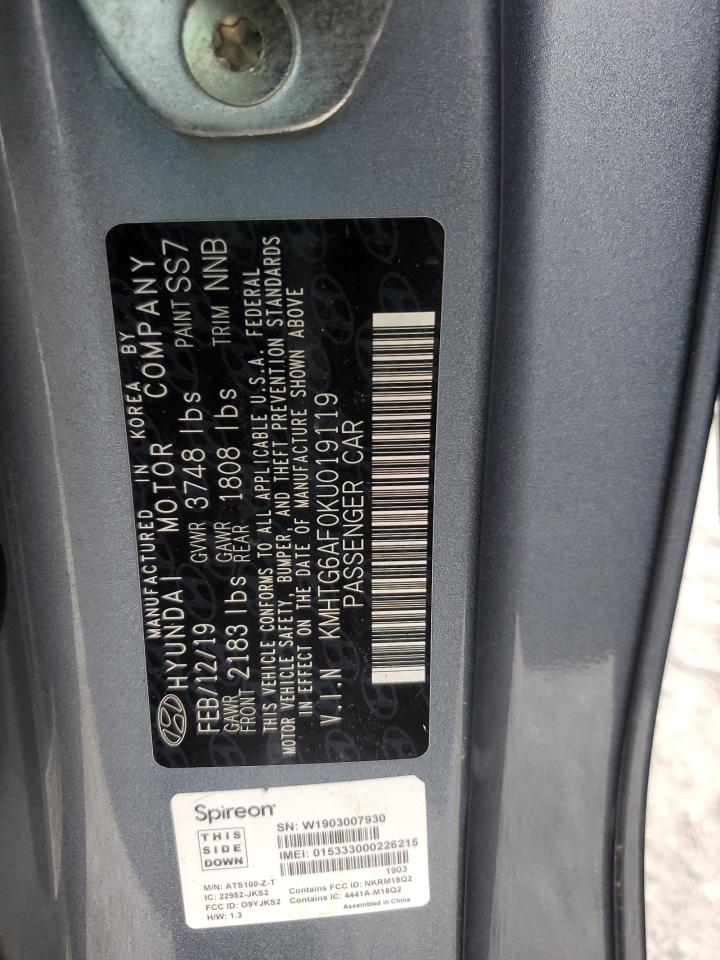 MANUFACTURED IN KOREA BY
HYUNDAI MOTOR COMPANY
FEB/12/19 GVWR 3748 lbs PAINT SS7
GAWR FRONT 2183 lbs GAWR REAR 1808 lbs TRIM NNB
THIS VEHICLE CONFORMS TO ALL APPLICABLE U.S.A. FEDERAL
MOTOR VEHICLE SAFETY, BUMPER, AND THEFT PREVENTION STANDARDS
IN EFFECT ON THE DATE OF MANUFACTURE SHOWN ABOVE
V.I.N KMHTG6AF0KU019119
PASSENGER CAR
Spireon
THIS
SIDE
DOWN
SN: W1903007930
IMEI: 015333000226215
1903
M/N: ATS100-Z-T
IC: 22952-JKS2
FCC ID: O9YJKS2
H/W: 1.3
Contains FCC ID: NKRM18Q2
Contains IC: 4441A-M18Q2
Assembled in China